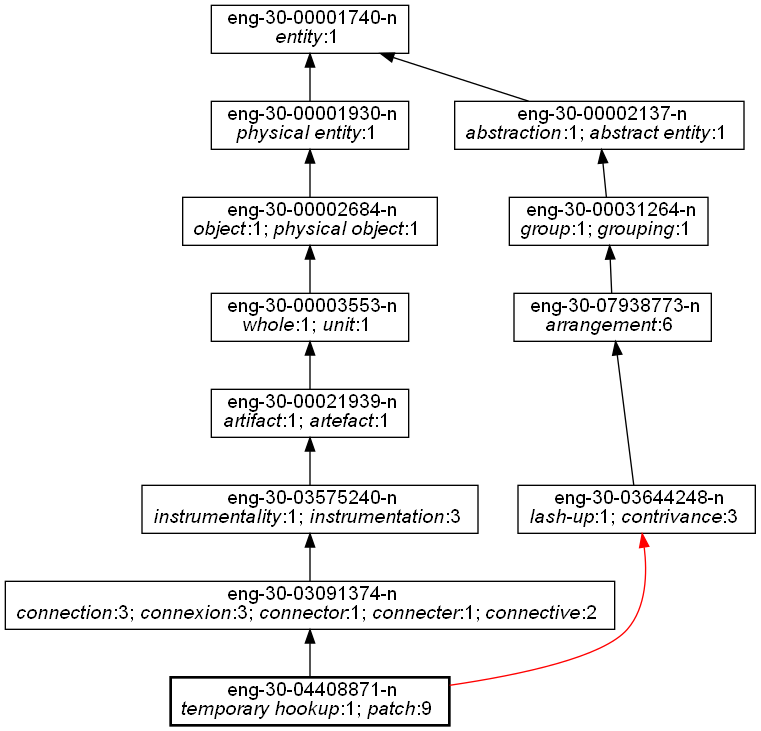 eng-30-00001740-n
entity:1
eng-30-00001930-n
physical entity:1
eng-30-00002137-n
abstraction:1; abstract entity:1
eng-30-00002684-n
object:1; physical object:1
eng-30-00031264-n
group:1; grouping:1
eng-30-00003553-n
whole:1; unit:1
eng-30-07938773-n
arrangement:6
eng-30-00021939-n
artifact:1; artefact:1
eng-30-03575240-n
instrumentality:1; instrumentation:3
eng-30-03644248-n
lash-up:1; contrivance:3
eng-30-03091374-n
connection:3; connexion:3; connector:1; connecter:1; connective:2
eng-30-04408871-n
temporary hookup:1; patch:9